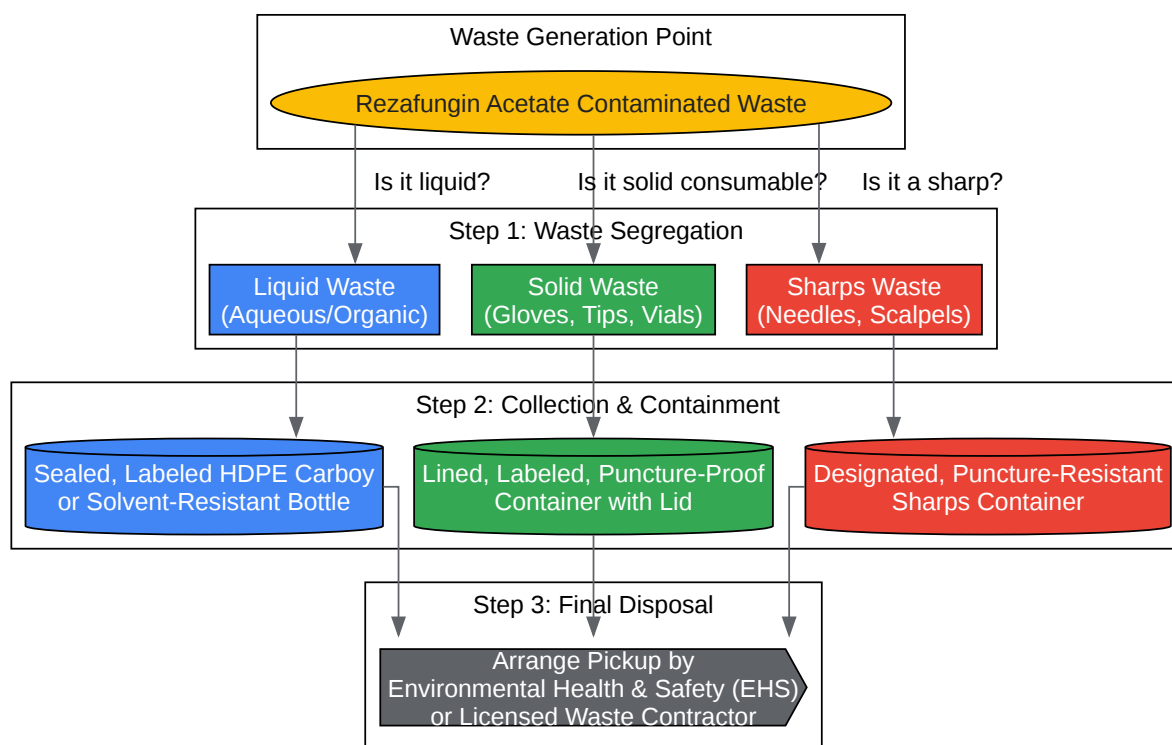 Waste Generation Point
Rezafungin Acetate Contaminated Waste
Is it liquid?
Is it solid consumable?
Is it a sharp?
Step 1: Waste Segregation
Liquid Waste
(Aqueous/Organic)
Solid Waste
(Gloves, Tips, Vials)
Sharps Waste
(Needles, Scalpels)
Step 2: Collection & Containment
Sealed, Labeled HDPE Carboy
or Solvent-Resistant Bottle
Lined, Labeled, Puncture-Proof
Container with Lid
Designated, Puncture-Resistant
Sharps Container
Step 3: Final Disposal
Arrange Pickup by
Environmental Health & Safety (EHS)
or Licensed Waste Contractor